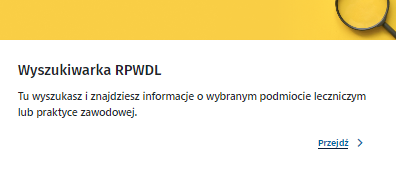 Wyszukiwarka RPWDL
Tu wyszukasz i znajdziesz informacje o wybranym podmiocie leczniczym
lub praktyce zawodowej.
Przejdź